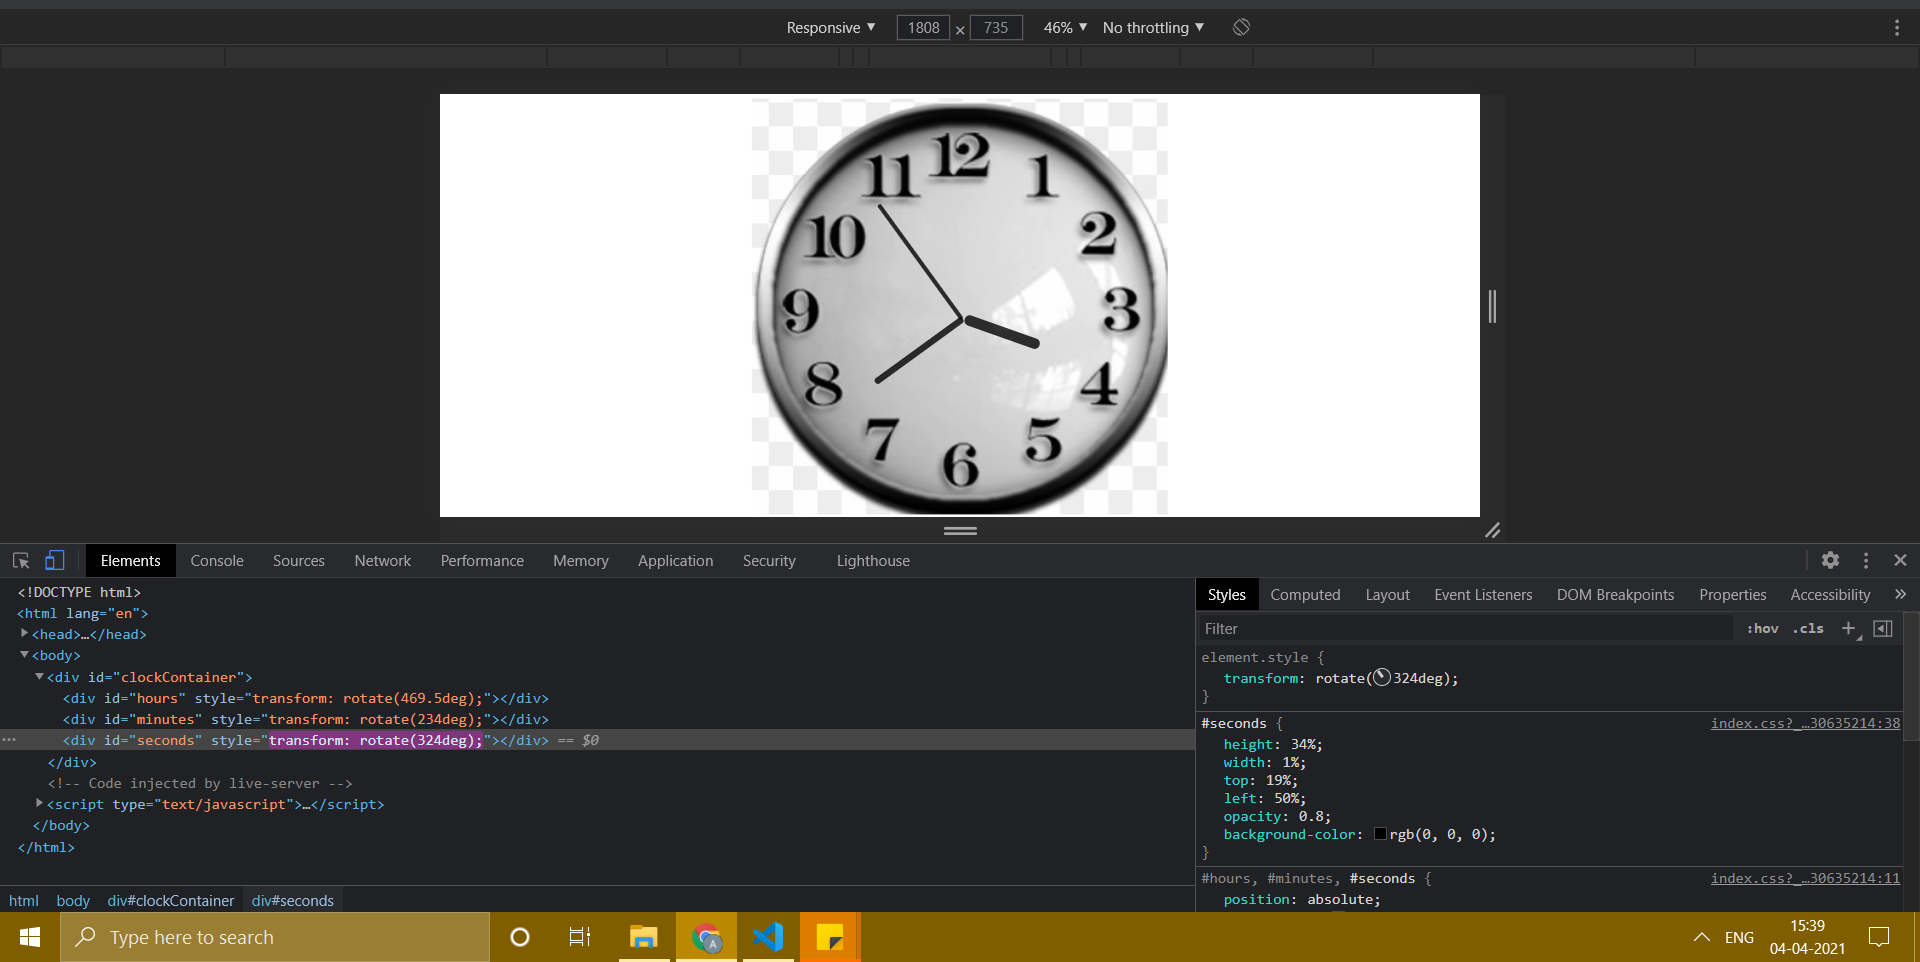 Responsive ▼ 1808 × 735 46% ▼ No throttling ▼
12
11 1
10 2
9 3
8 4
7 5
6
Elements Console Sources Network Performance Memory Application Security Lighthouse
<!DOCTYPE html>
<html lang="en">
<head>…</head>
<body>
<div id="clockContainer">
<div id="hours" style="transform: rotate(469.5deg);"></div>
<div id="minutes" style="transform: rotate(234deg);"></div>
<div id="seconds" style="transform: rotate(324deg);"></div> == $0
</div>
<!-- Code injected by live-server -->
<script type="text/javascript">…</script>
</body>
</html>
html body div#clockContainer div#seconds
Styles Computed Layout Event Listeners DOM Breakpoints Properties Accessibility »
Filter :hov .cls +
element.style {
transform: rotate(324deg);
}
#seconds { index.css?_…30635214:38
height: 34%;
width: 1%;
top: 19%;
left: 50%;
opacity: 0.8;
background-color: rgb(0, 0, 0);
}
#hours, #minutes, #seconds { index.css?_…30635214:11
position: absolute;
Type here to search
A
ENG
15:39
04-04-2021